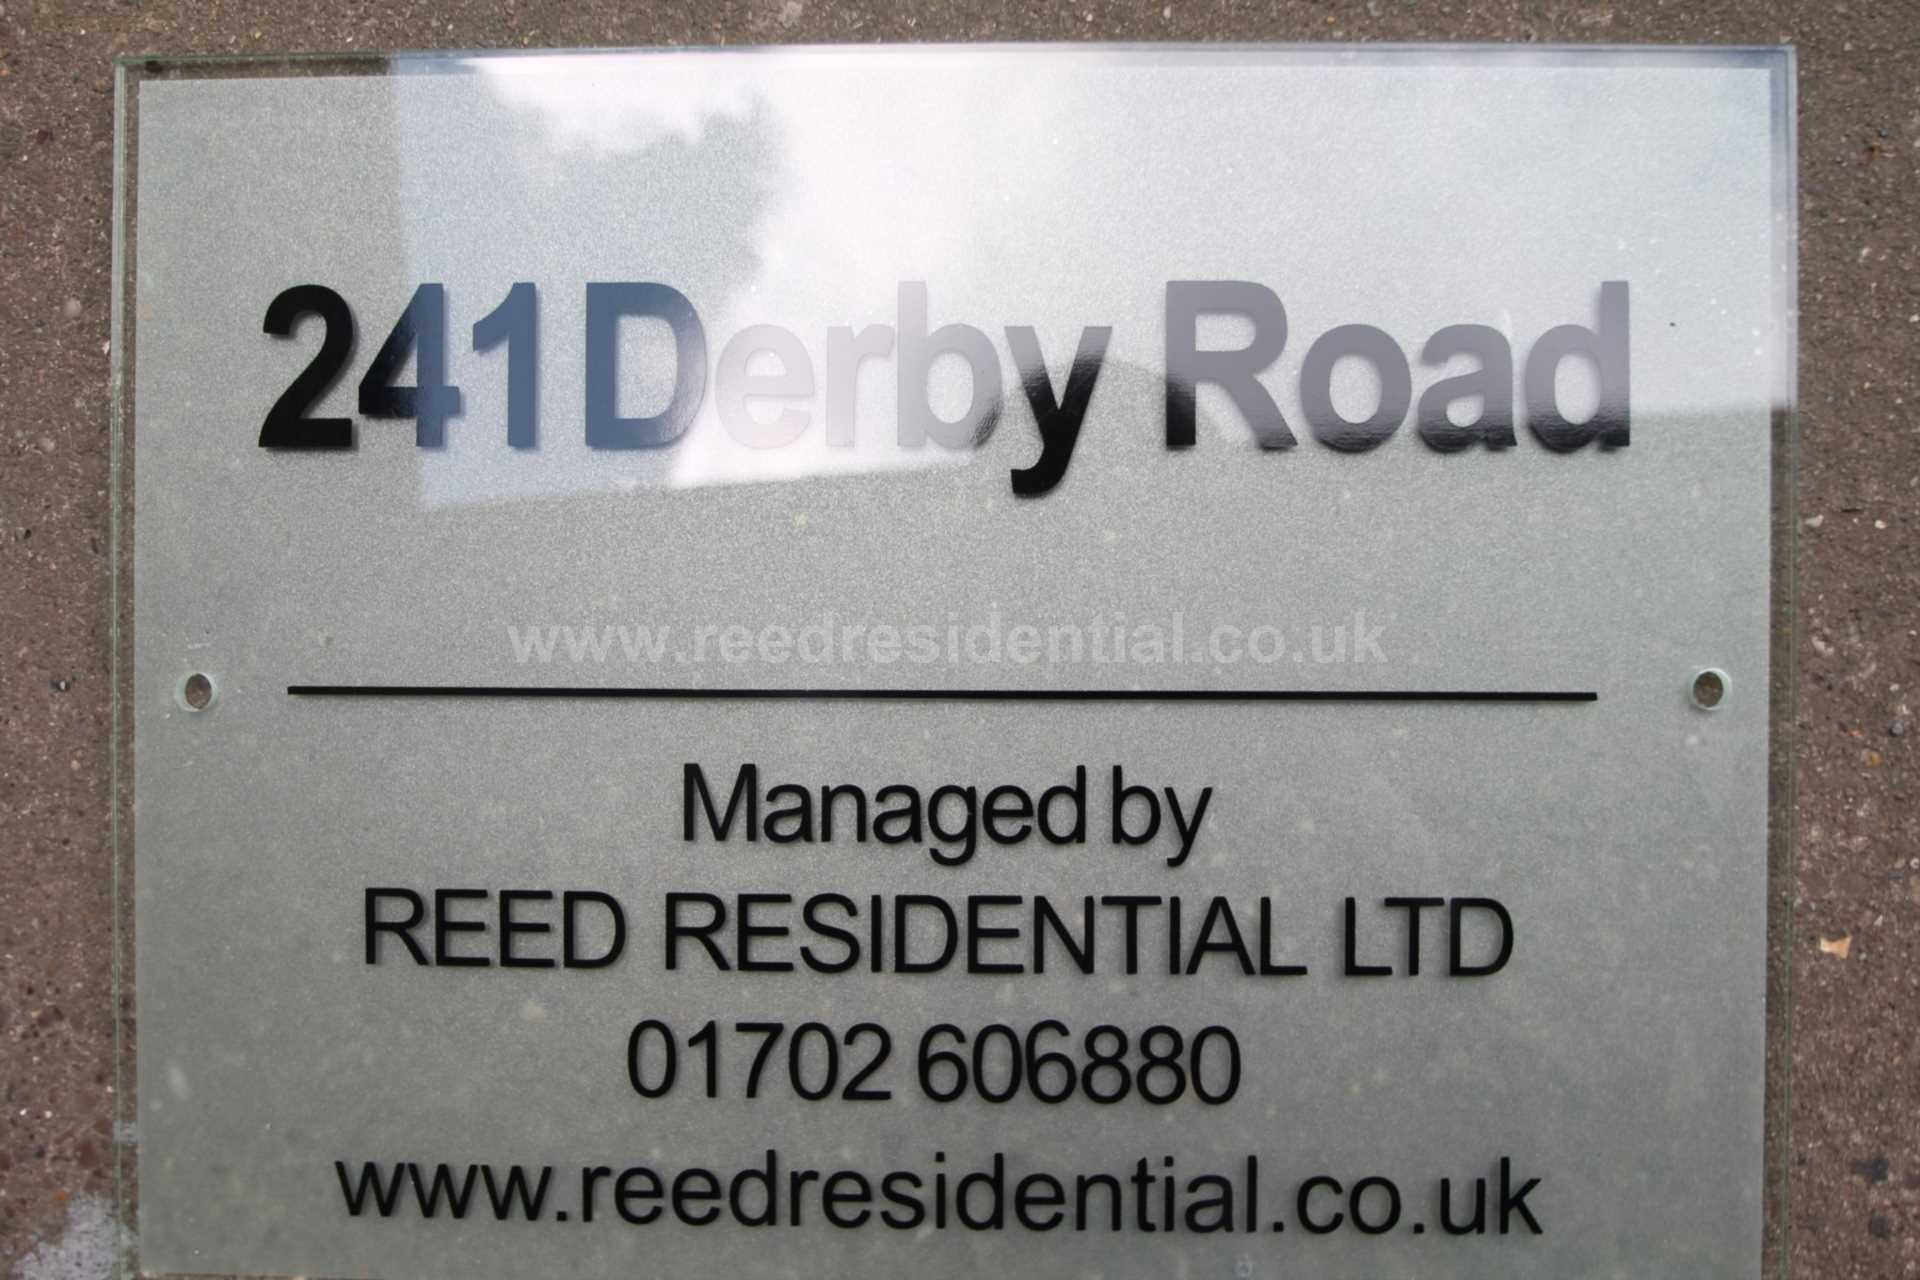 241 Derby Road
www.reedresidential.co.uk
Managed by
REED RESIDENTIAL LTD
01702 606880
www.reedresidential.co.uk